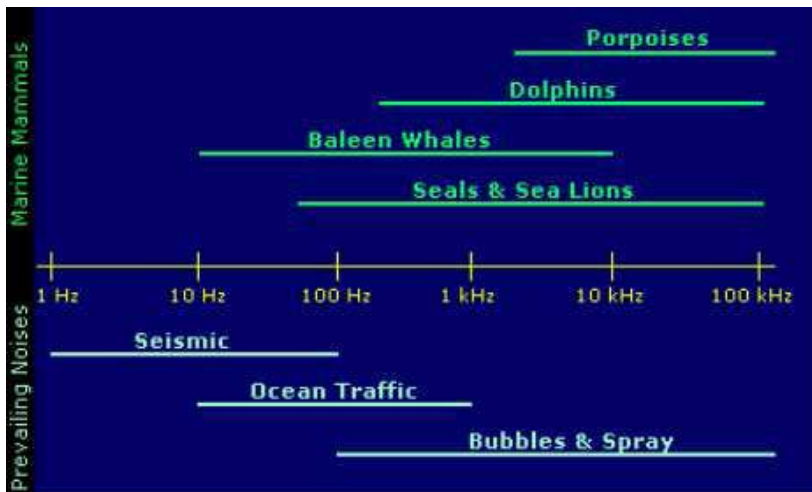 Marine Mammals
Porpoises
Dolphins
Baleen Whales
Seals & Sea Lions
1 Hz 10 Hz 100 Hz 1 kHz 10 kHz 100 kHz
Prevailing Noises
Seismic
Ocean Traffic
Bubbles & Spray